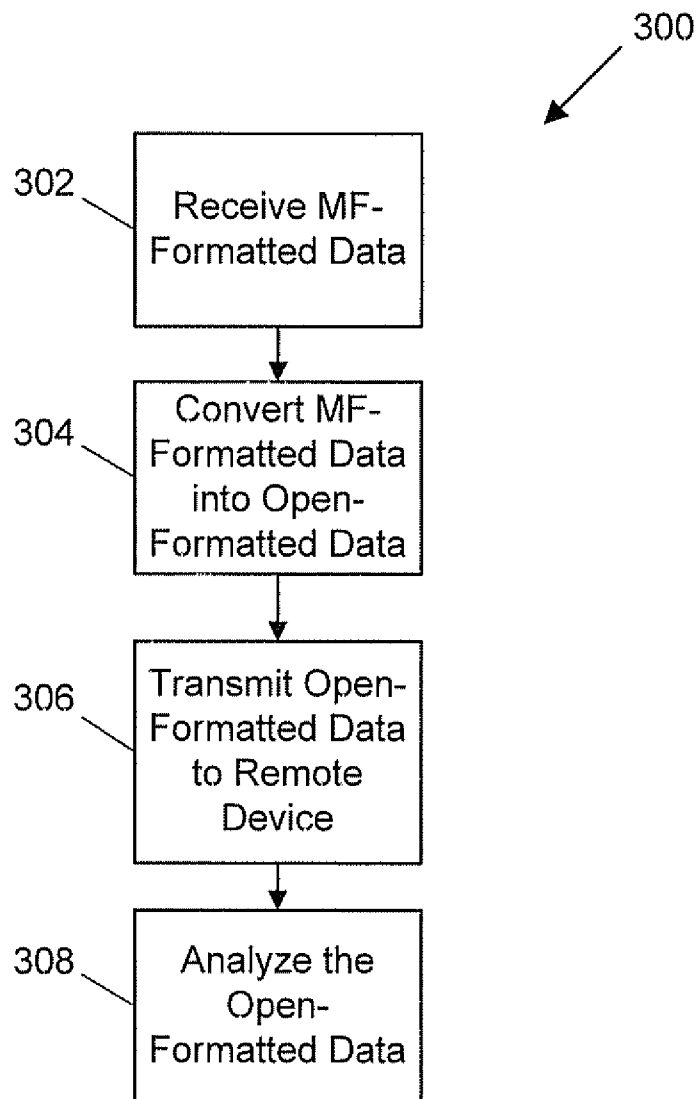 300
302
Receive MF-
Formatted Data
304
Convert MF-
Formatted Data
into Open-
Formatted Data
306
Transmit Open-
Formatted Data
to Remote
Device
308
Analyze the
Open-
Formatted Data